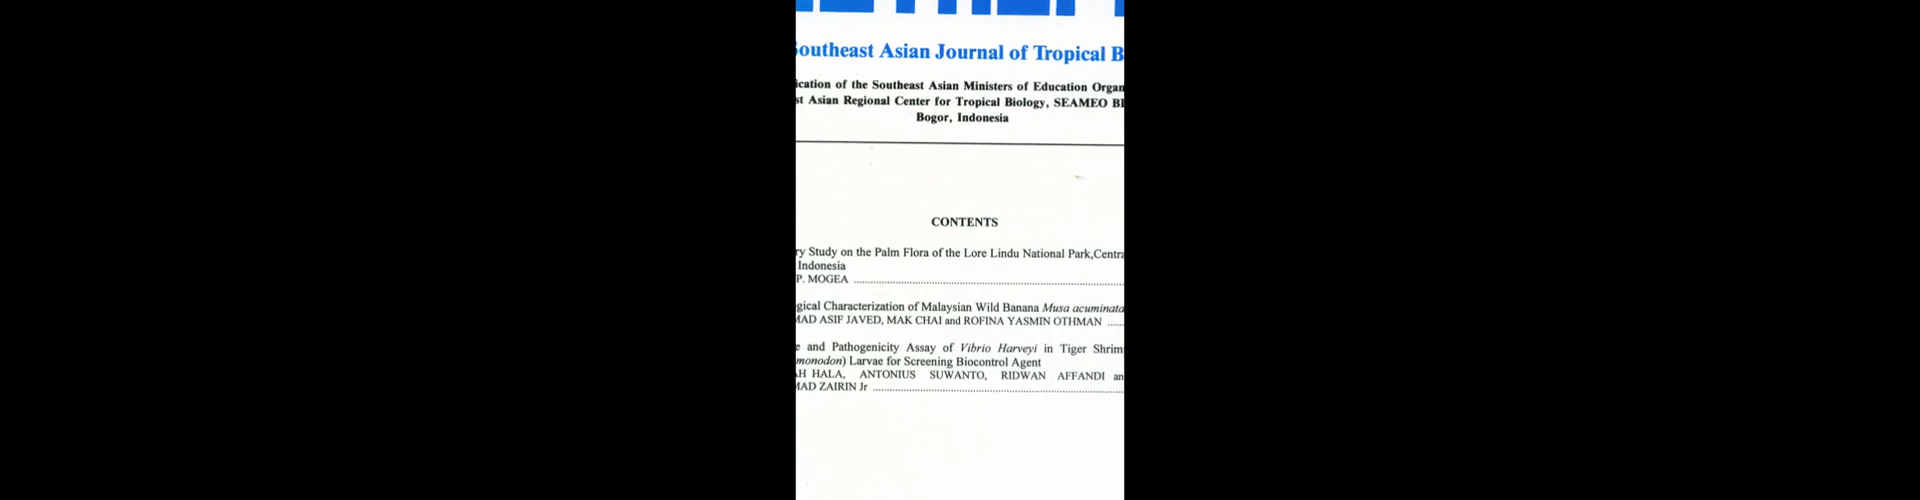 outheast Asian Journal of Tropical B
ication of the Southeast Asian Ministers of Education Organ
st Asian Regional Center for Tropical Biology, SEAMEO BI
Bogor, Indonesia
CONTENTS
ry Study on the Palm Flora of the Lore Lindu National Park,Centra
Indonesia
P. MOGEA
gical Characterization of Malaysian Wild Banana Musa acuminata
MAD ASIF JAVED, MAK CHAI and ROFINA YASMIN OTHMAN
e and Pathogenicity Assay of Vibrio Harveyi in Tiger Shrim
monodon) Larvae for Screening Biocontrol Agent
AH HALA, ANTONIUS SUWANTO, RIDWAN AFFANDI an
MAD ZAIRIN Jr